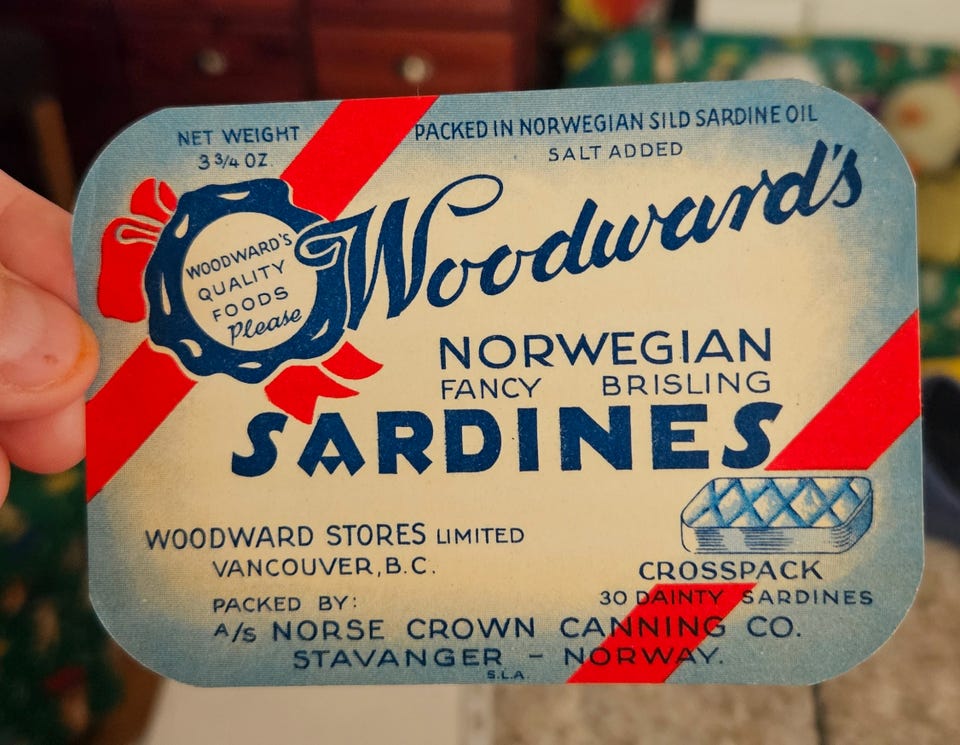 NET WEIGHT
3 3/4 OZ.
PACKED IN NORWEGIAN SILD SARDINE OIL
SALT ADDED
WOODWARD'S
QUALITY
FOODS
Please
Woodward's
NORWEGIAN
FANCY BRISLING
SARDINES
WOODWARD STORES LIMITED
VANCOUVER, B.C.
CROSSPACK
30 DAINTY SARDINES
PACKED BY:
A/S NORSE CROWN CANNING CO.
STAVANGER – NORWAY.
S.L.A.